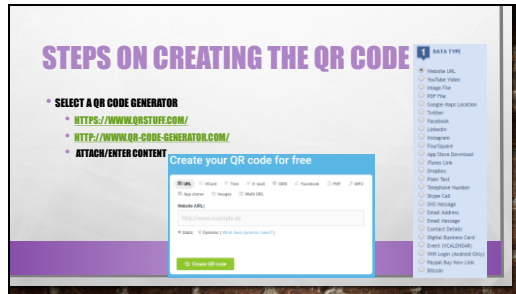 STEPS ON CREATING THE QR CODE
SELECT A QR CODE GENERATOR
HTTPS://WWW.QRSTUFF.COM/
HTTP://WWW.QR-CODE-GENERATOR.COM/
ATTACH/ENTER CONTENT
Create your QR code for free
URL VCard Text E-mail SMS Facebook PDF MP3
App stores Images Multi URL
Website (URL)
http://www.example.de
Static Dynamic (What does dynamic mean?)
Create QR code
1 DATA TYPE
Website URL
YouTube Video
Image File
PDF File
Google Maps Location
Twitter
Facebook
LinkedIn
Instagram
FourSquare
App Store Download
iTunes Link
Dropbox
Plain Text
Telephone Number
Skype Call
SMS Message
Email Address
Email Message
Contact Details
Digital Business Card
Event (VCALENDAR)
Wifi Login (Android Only)
Paypal Buy Now Link
Bitcoin